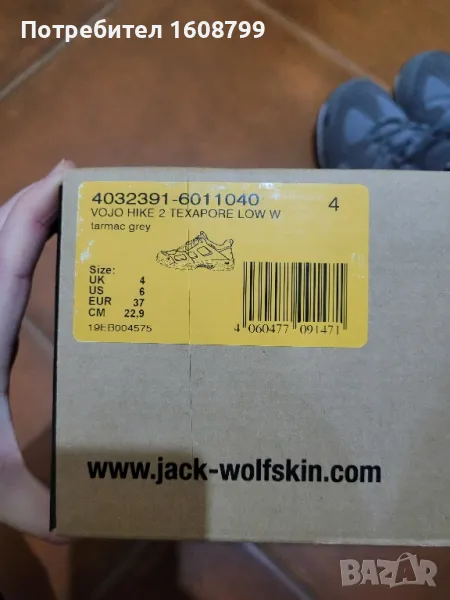 Потребител 1608799
4032391-6011040 4
VOJO HIKE 2 TEXAPORE LOW W
tarmac grey
Size:
UK 4
US 6
EUR 37
CM 22,9
19EB004575
4 060477 091471
www.jack-wolfskin.com
bazar